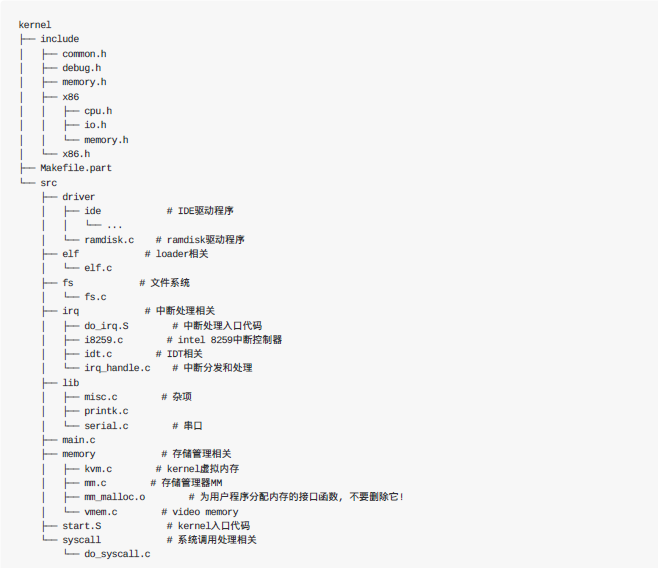 kernel
├── include
│   ├── common.h
│   ├── debug.h
│   ├── memory.h
│   ├── x86
│   │   ├── cpu.h
│   │   ├── io.h
│   │   └── memory.h
│   └── x86.h
├── Makefile.part
└── src
    ├── driver
    │   ├── ide            # IDE驱动程序
    │   │   └── ...
    │   └── ramdisk.c    # ramdisk驱动程序
    ├── elf            # loader相关
    │   └── elf.c
    ├── fs            # 文件系统
    │   └── fs.c
    ├── irq            # 中断处理相关
    │   ├── do_irq.S        # 中断处理入口代码
    │   ├── i8259.c        # intel 8259中断控制器
    │   ├── idt.c        # IDT相关
    │   └── irq_handle.c    # 中断分发和处理
    ├── lib
    │   ├── misc.c        # 杂项
    │   ├── printk.c
    │   └── serial.c        # 串口
    ├── main.c
    ├── memory            # 存储管理相关
    │   ├── kvm.c        # kernel虚拟内存
    │   ├── mm.c        # 存储管理器MM
    │   ├── mm_malloc.o        # 为用户程序分配内存的接口函数, 不要删除它!
    │   └── vmem.c        # video memory
    ├── start.S            # kernel入口代码
    └── syscall            # 系统调用处理相关
        └── do_syscall.c